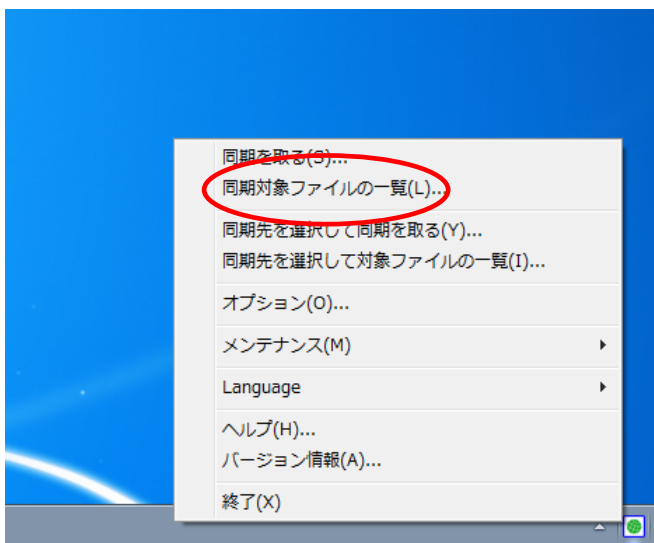 同期を取る(S)...
同期対象ファイルの一覧(L)...
同期先を選択して同期を取る(Y)...
同期先を選択して対象ファイルの一覧(I)...
オプション(O)...
メンテナンス(M)
Language
ヘルプ(H)...
バージョン情報(A)...
終了(X)